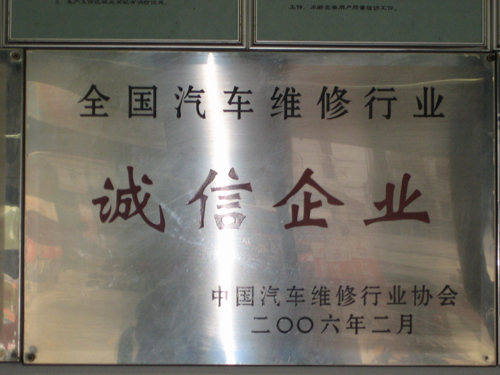 全国汽车维修行业
诚信企业
中国汽车维修行业协会
二〇〇六年二月